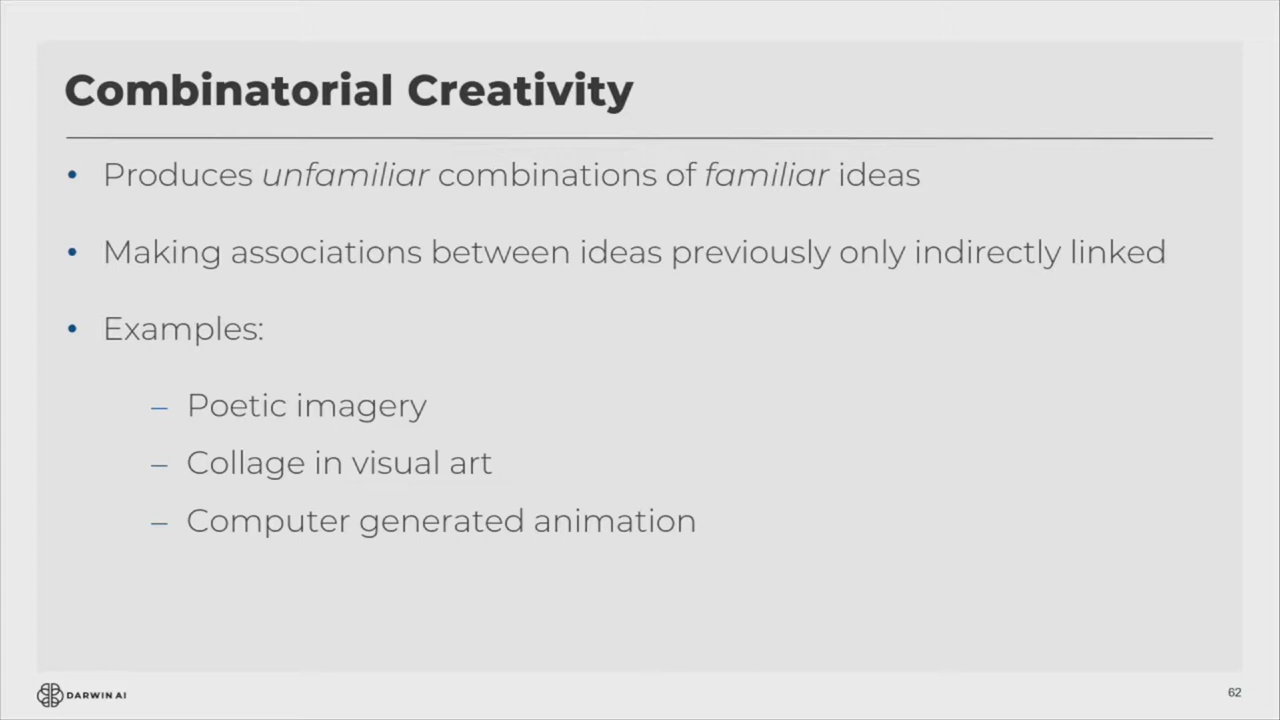 Combinatorial Creativity
• Produces unfamiliar combinations of familiar ideas
• Making associations between ideas previously only indirectly linked
• Examples:
– Poetic imagery
– Collage in visual art
– Computer generated animation
DARWIN AI
62